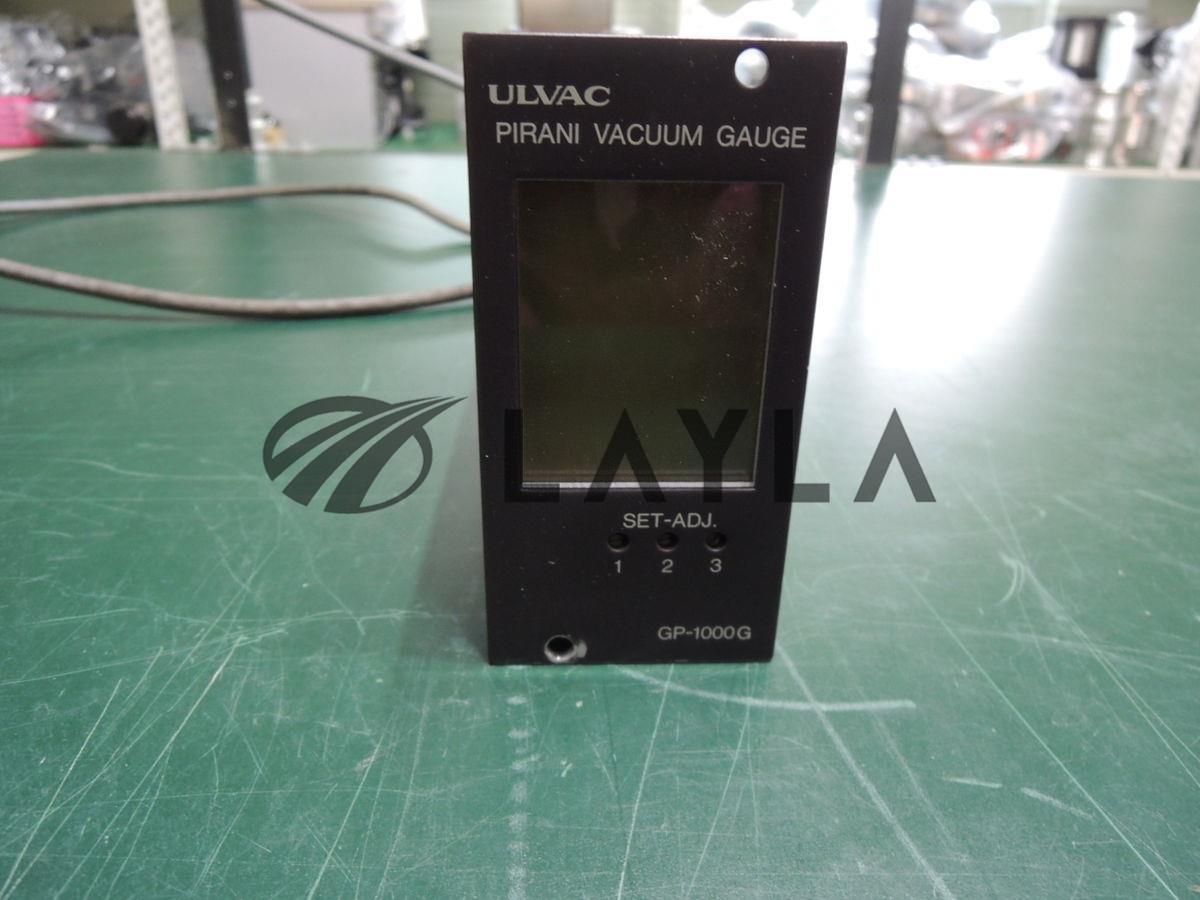 ULVAC
PIRANI VACUUM GAUGE
LAYLA
SET-ADJ.
1 2 3
GP-1000G